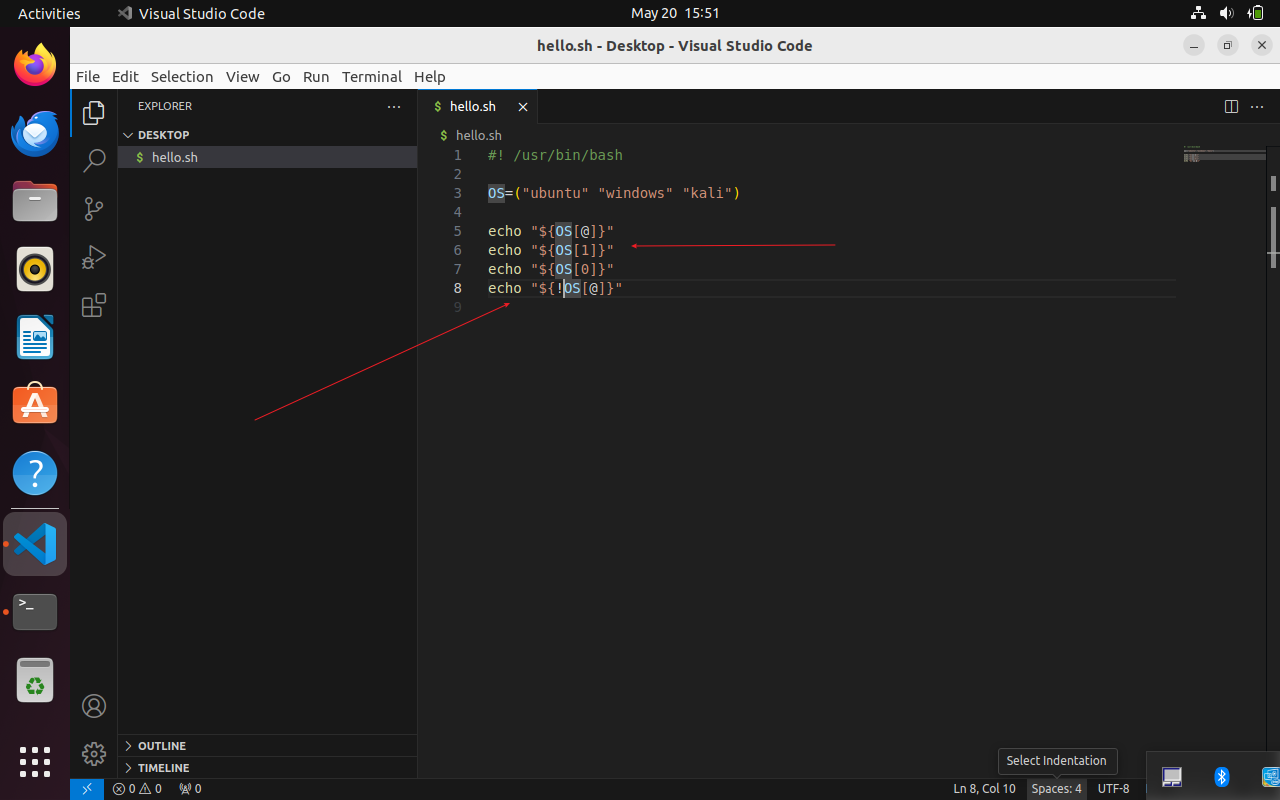 Activities
Visual Studio Code
May 20 15:51
hello.sh - Desktop - Visual Studio Code
File Edit Selection View Go Run Terminal Help
EXPLORER
DESKTOP
$ hello.sh
$ hello.sh
$ hello.sh
1 #! /usr/bin/bash
2
3 OS=("ubuntu" "windows" "kali")
4
5 echo "${OS[@]}"
6 echo "${OS[1]}"
7 echo "${OS[0]}"
8 echo "${!OS[@]}"
9
OUTLINE
TIMELINE
Select Indentation
0 0 0
Ln 8, Col 10
Spaces: 4
UTF-8